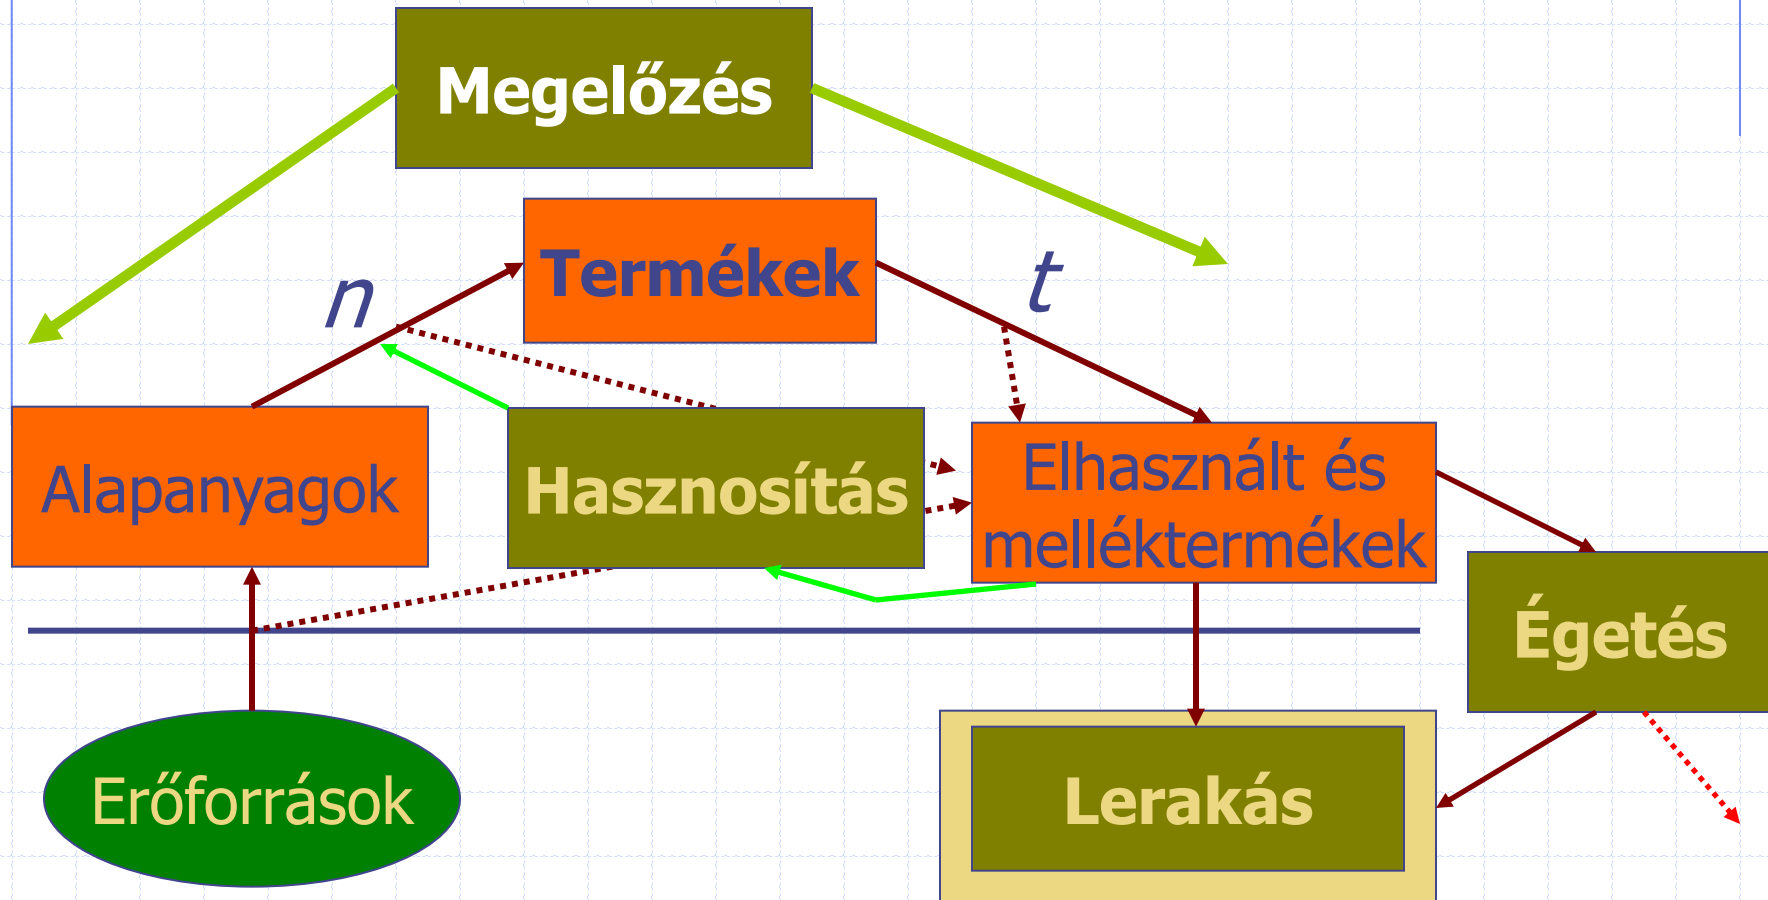 Megelőzés
Termékek
n
t
Alapanyagok
Hasznosítás
Elhasznált és
melléktermékek
Égetés
Erőforrások
Lerakás